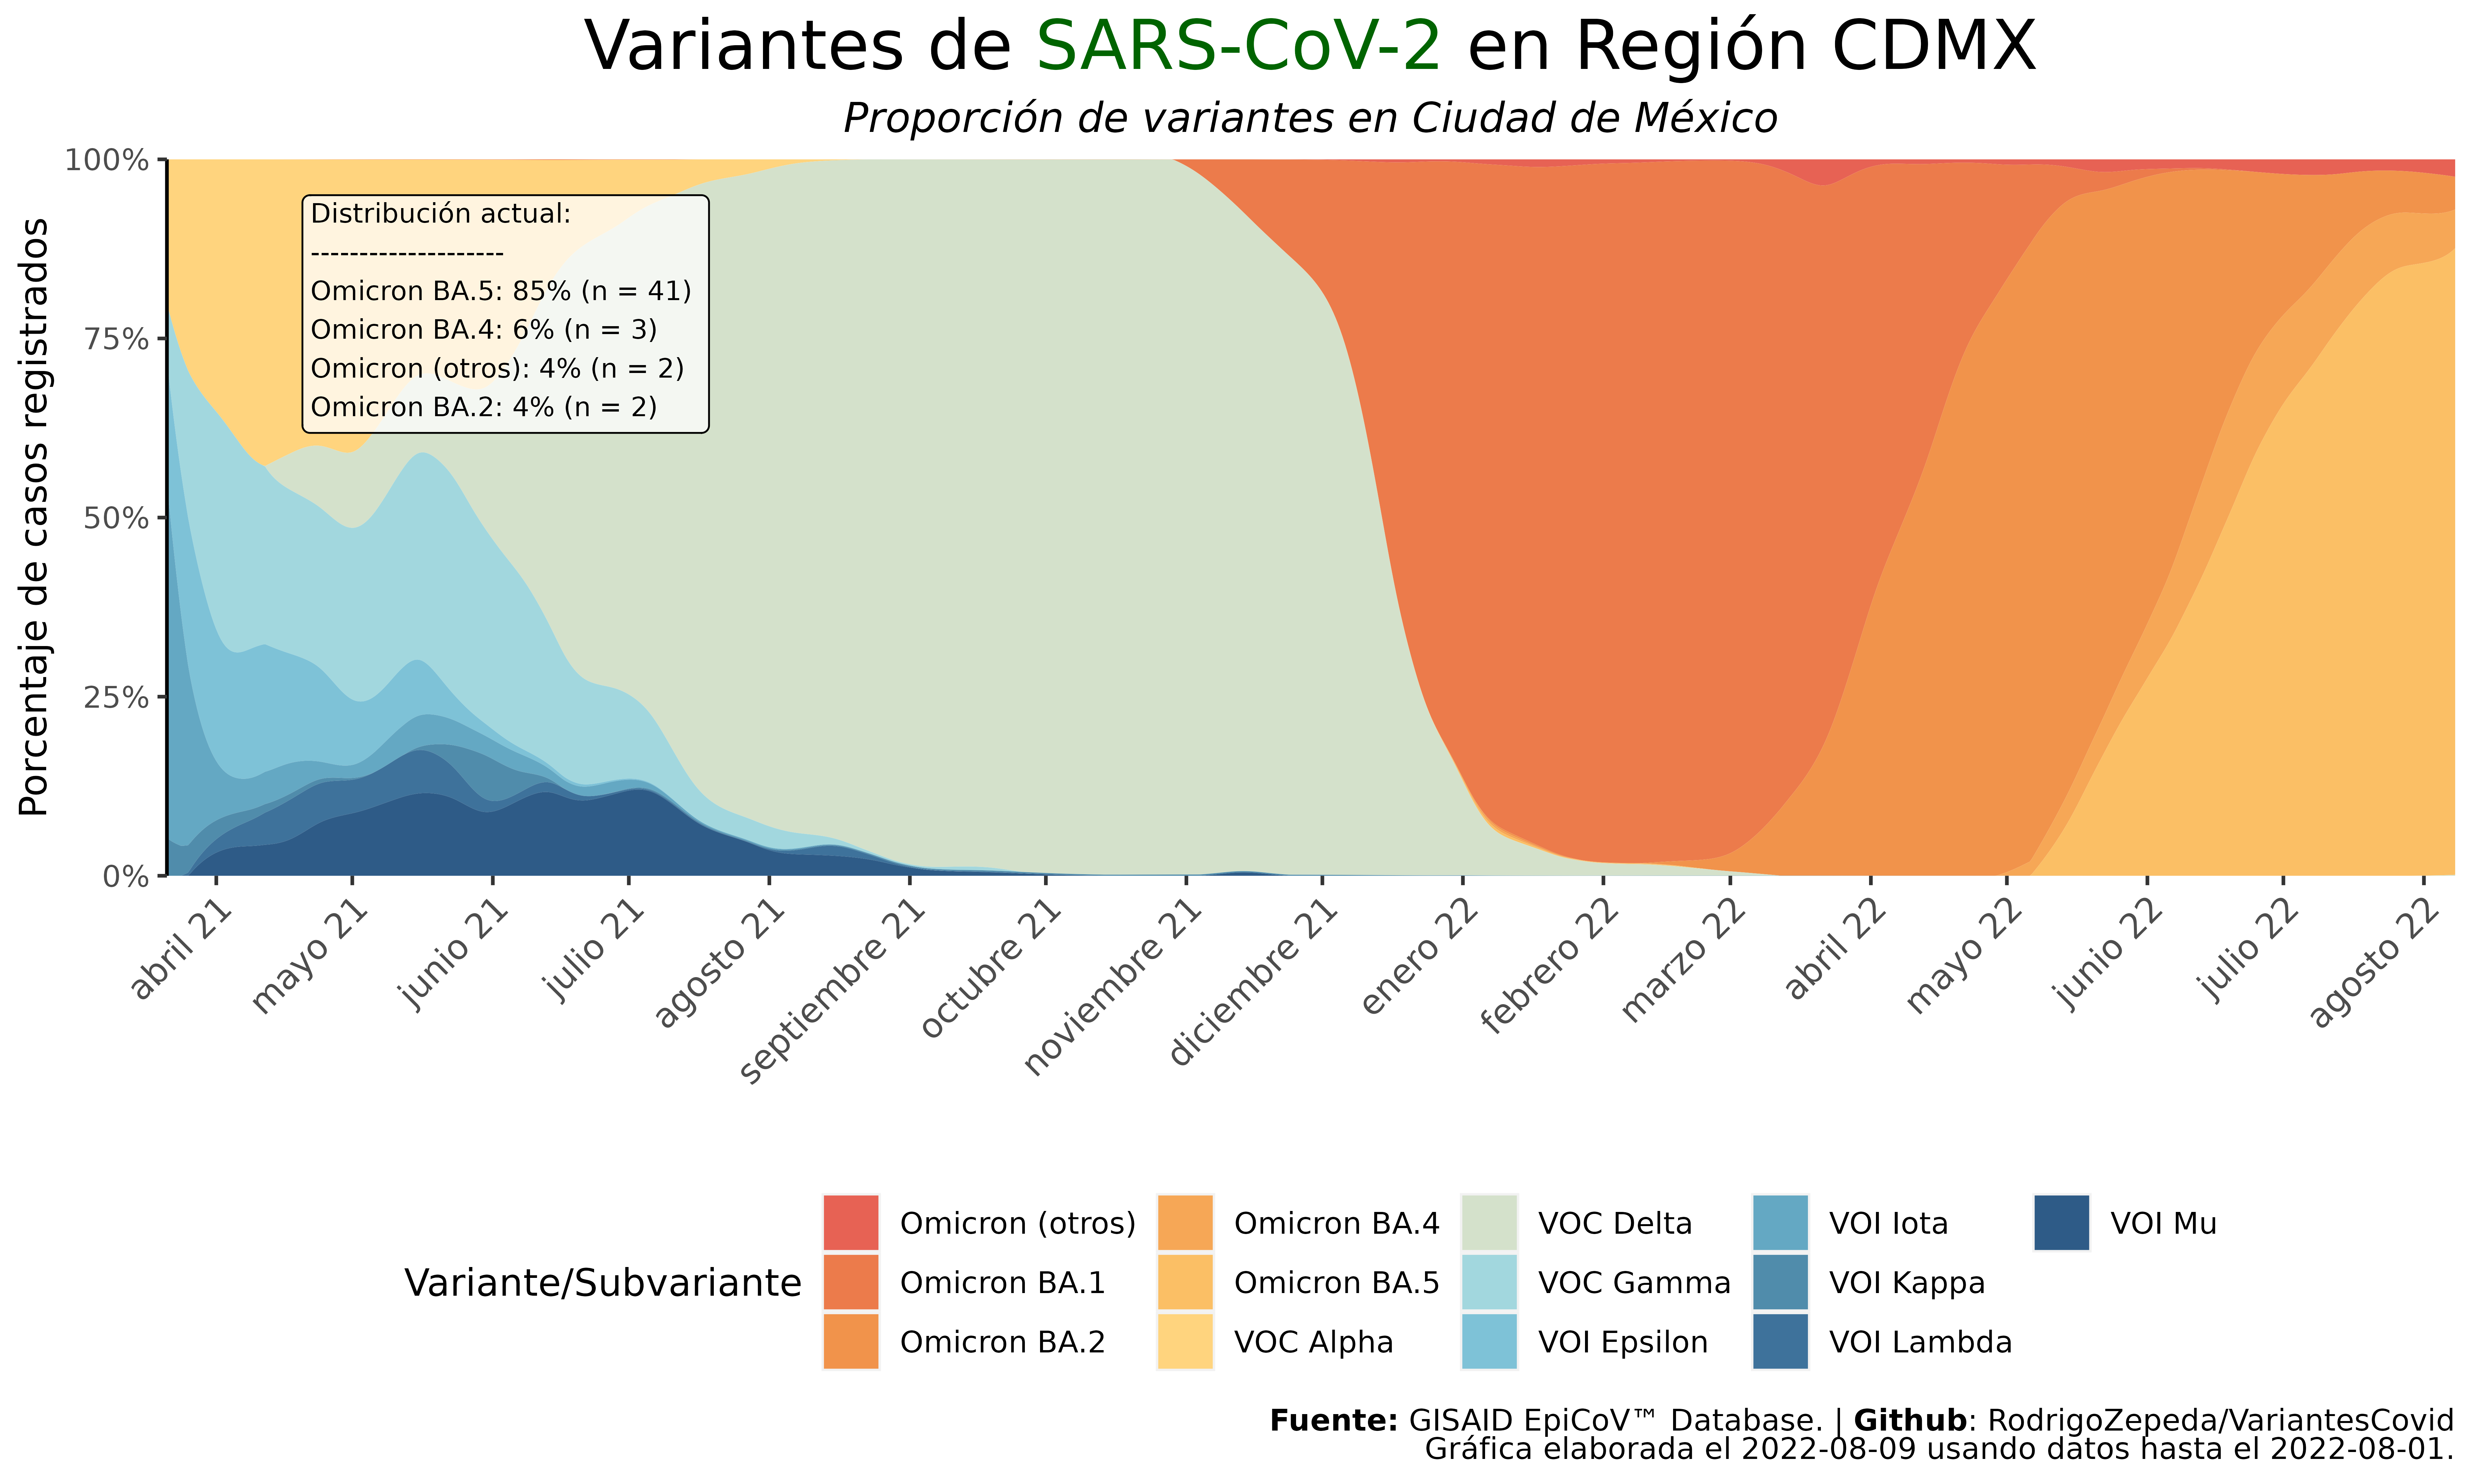 Variantes de SARS-CoV-2 en Región CDMX
Proporción de variantes en Ciudad de México
Porcentaje de casos registrados
100%
75%
50%
25%
0%
Distribución actual:
--------------------
Omicron BA.5: 85% (n = 41)
Omicron BA.4: 6% (n = 3)
Omicron (otros): 4% (n = 2)
Omicron BA.2: 4% (n = 2)
abril 21
mayo 21
junio 21
julio 21
agosto 21
septiembre 21
octubre 21
noviembre 21
diciembre 21
enero 22
febrero 22
marzo 22
abril 22
mayo 22
junio 22
julio 22
agosto 22
Variante/Subvariante
Omicron (otros)
Omicron BA.1
Omicron BA.2
Omicron BA.4
Omicron BA.5
VOC Alpha
VOC Delta
VOC Gamma
VOI Epsilon
VOI Iota
VOI Kappa
VOI Lambda
VOI Mu
Fuente: GISAID EpiCoV™ Database. | Github: RodrigoZepeda/VariantesCovid
Gráfica elaborada el 2022-08-09 usando datos hasta el 2022-08-01.